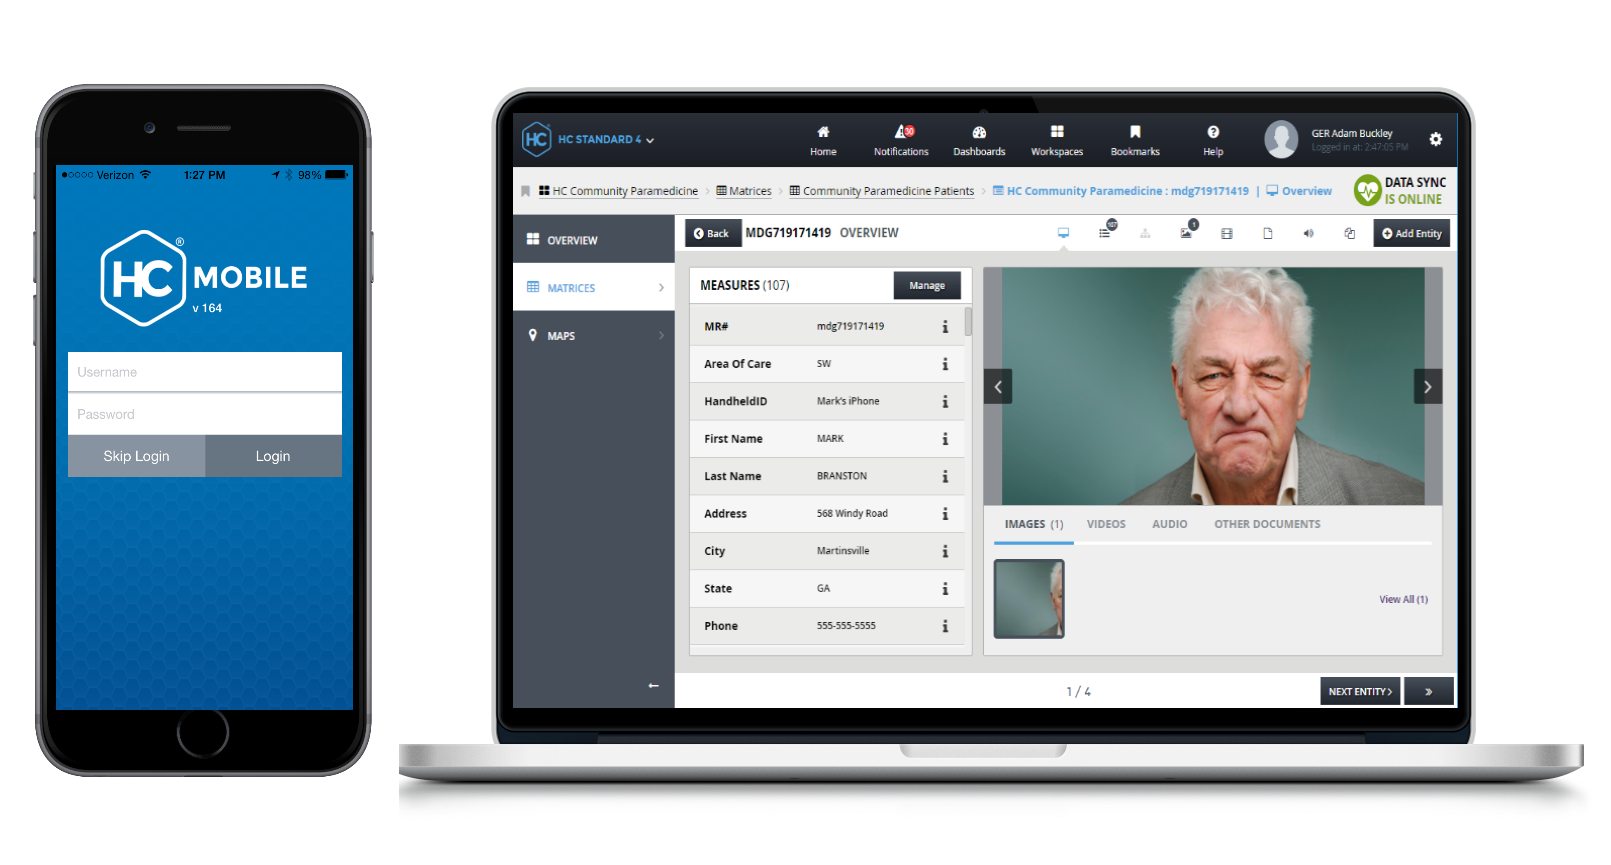 Verizon 1:27 PM 98%
HC® MOBILE
v 164
Username
Password
Skip Login Login
HC HC STANDARD 4
Home Notifications 30 Dashboards Workspaces Bookmarks Help
GER Adam Buckley
Logged in at: 2:47:05 PM
HC Community Paramedicine > Matrices > Community Paramedicine Patients > HC Community Paramedicine : mdg719171419 | Overview
DATA SYNC
IS ONLINE
OVERVIEW
MATRICES
MAPS
Back MDG719171419 OVERVIEW 107 1 Add Entity
MEASURES (107) Manage
MR# mdg719171419
Area Of Care SW
HandheldID Mark's iPhone
First Name MARK
Last Name BRANSTON
Address 568 Windy Road
City Martinsville
State GA
Phone 555-555-5555
IMAGES (1) VIDEOS AUDIO OTHER DOCUMENTS
View All (1)
1 / 4
NEXT ENTITY >